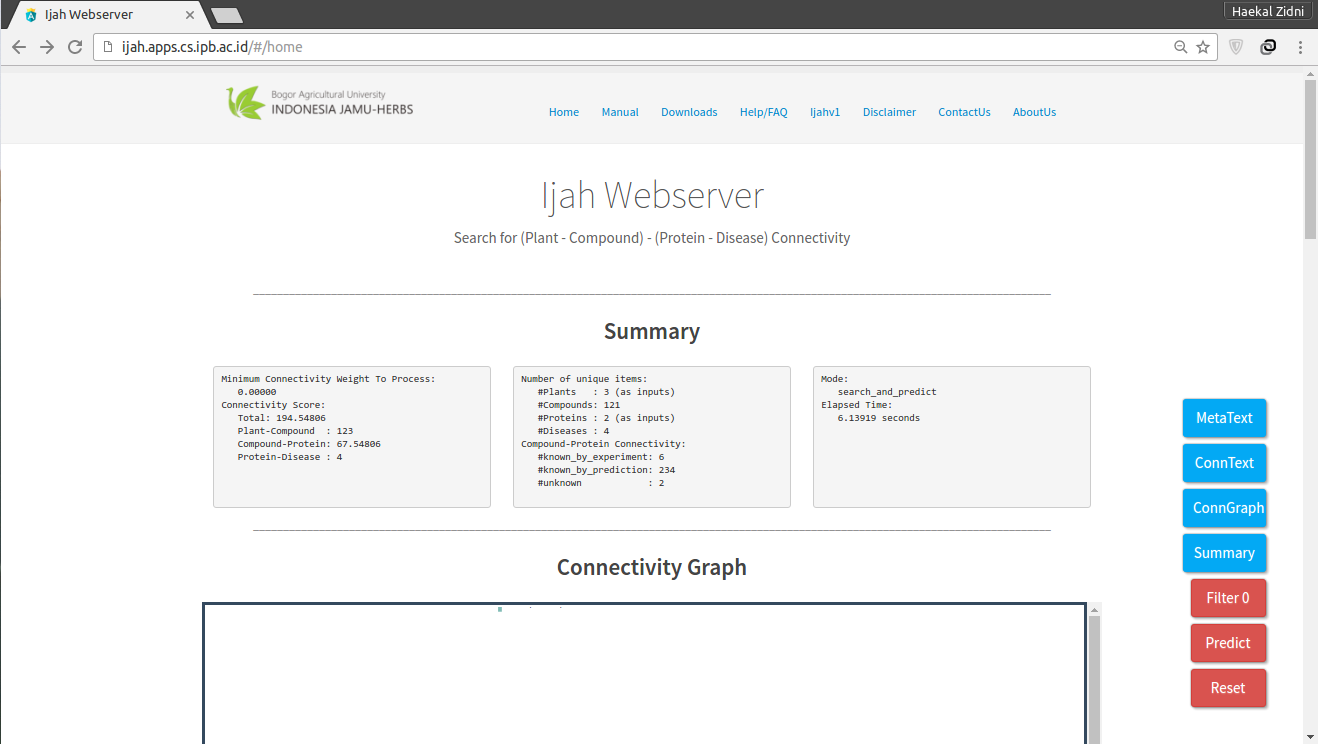 Ijah Webserver
Haekal Zidni
ijah.apps.cs.ipb.ac.id/#/home
Bogor Agricultural University
INDONESIA JAMU-HERBS
Home Manual Downloads Help/FAQ Ijahv1 Disclaimer ContactUs AboutUs
Ijah Webserver
Search for (Plant - Compound) - (Protein - Disease) Connectivity
Summary
Minimum Connectivity Weight To Process:
0.00000
Connectivity Score:
Total: 194.54806
Plant-Compound : 123
Compound-Protein: 67.54806
Protein-Disease : 4
Number of unique items:
#Plants : 3 (as inputs)
#Compounds: 121
#Proteins : 2 (as inputs)
#Diseases : 4
Compound-Protein Connectivity:
#known_by_experiment: 6
#known_by_prediction: 234
#unknown : 2
Mode:
search_and_predict
Elapsed Time:
6.13919 seconds
MetaText
ConnText
ConnGraph
Summary
Filter 0
Predict
Reset
Connectivity Graph